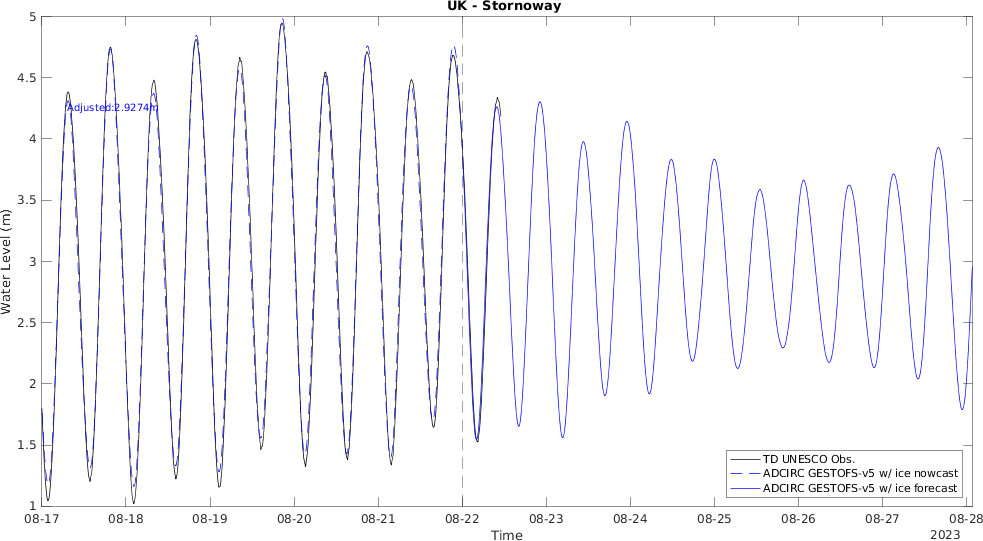 UK - Stornoway
5
4.5
4
3.5
3
2.5
2
1.5
1
Water Level (m)
Adjusted:2.9274m
TD UNESCO Obs.
ADCIRC GESTOFS-v5 w/ ice nowcast
ADCIRC GESTOFS-v5 w/ ice forecast
08-17 08-18 08-19 08-20 08-21 08-22 08-23 08-24 08-25 08-26 08-27 08-28
Time
2023